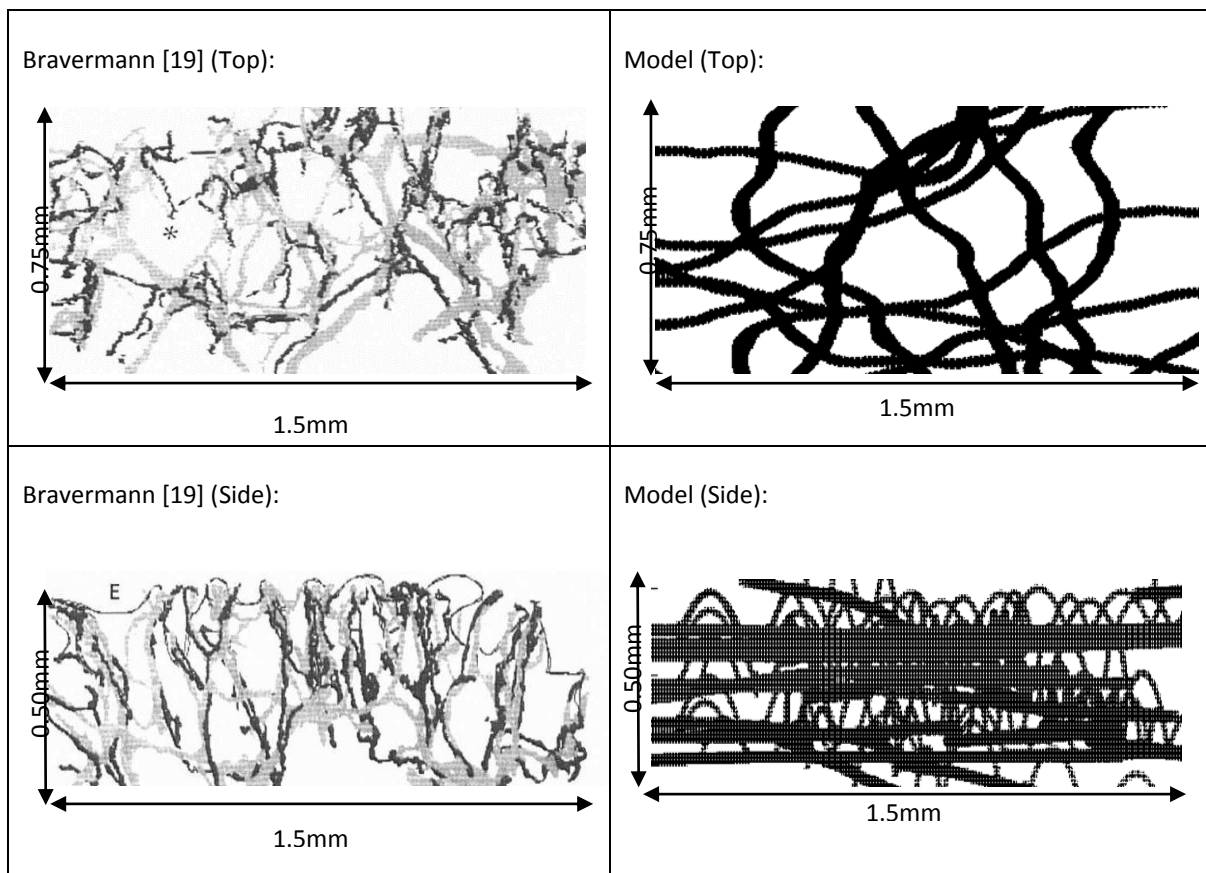 Bravermann [19] (Top):
0.75mm
*
1.5mm
Model (Top):
0.75mm
1.5mm
Bravermann [19] (Side):
E
0.50mm
1.5mm
Model (Side):
0.50mm
1.5mm